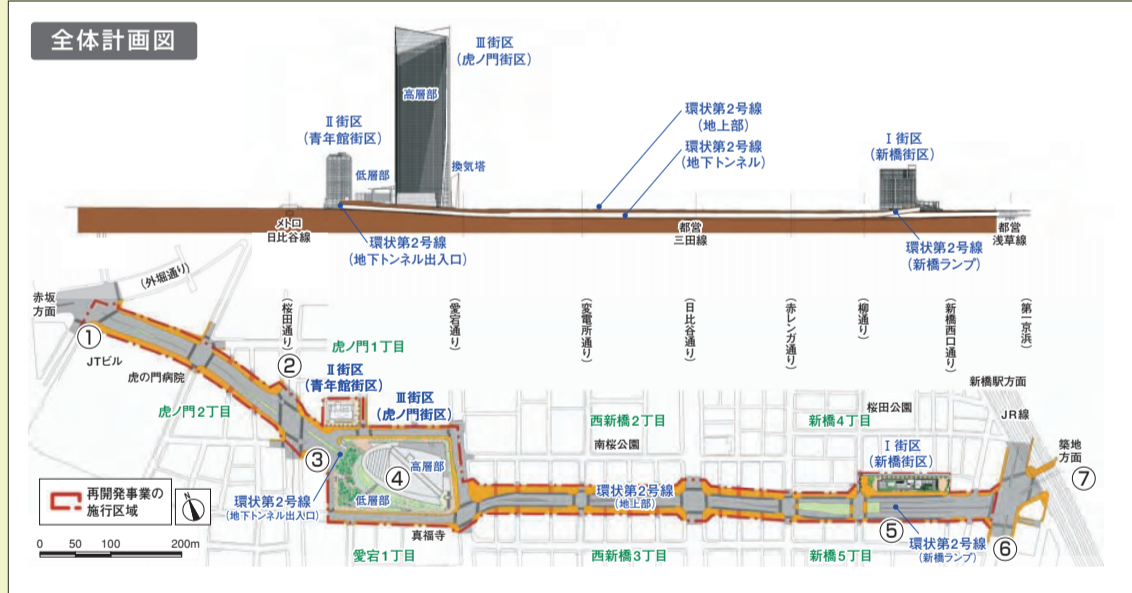 全体計画図
Ⅲ街区
(虎ノ門街区)
高層部
Ⅱ街区
(青年館街区)
低層部
換気塔
環状第2号線
(地上部)
環状第2号線
(地下トンネル)
Ⅰ街区
(新橋街区)
メトロ
日比谷線
環状第2号線
(地下トンネル出入口)
都営
三田線
環状第2号線
(新橋ランプ)
都営
浅草線
赤坂
方面
(外堀通り)
(桜田通り)
(愛宕通り)
(変電所通り)
(日比谷通り)
(赤レンガ通り)
(柳通り)
(新橋西口通り)
(第一京浜)
①
JTビル
虎の門病院
②
虎ノ門1丁目
Ⅱ街区
(青年館街区)
Ⅲ街区
(虎ノ門街区)
虎ノ門2丁目
③
④
高層部
低層部
環状第2号線
(地下トンネル出入口)
真福寺
愛宕1丁目
西新橋2丁目
南桜公園
環状第2号線
(地上部)
西新橋3丁目
新橋4丁目
桜田公園
Ⅰ街区
(新橋街区)
新橋駅方面
JR線
築地
方面
⑦
⑤
環状第2号線
(新橋ランプ)
⑥
新橋5丁目
再開発事業の
施行区域
N
0 50 100 200m